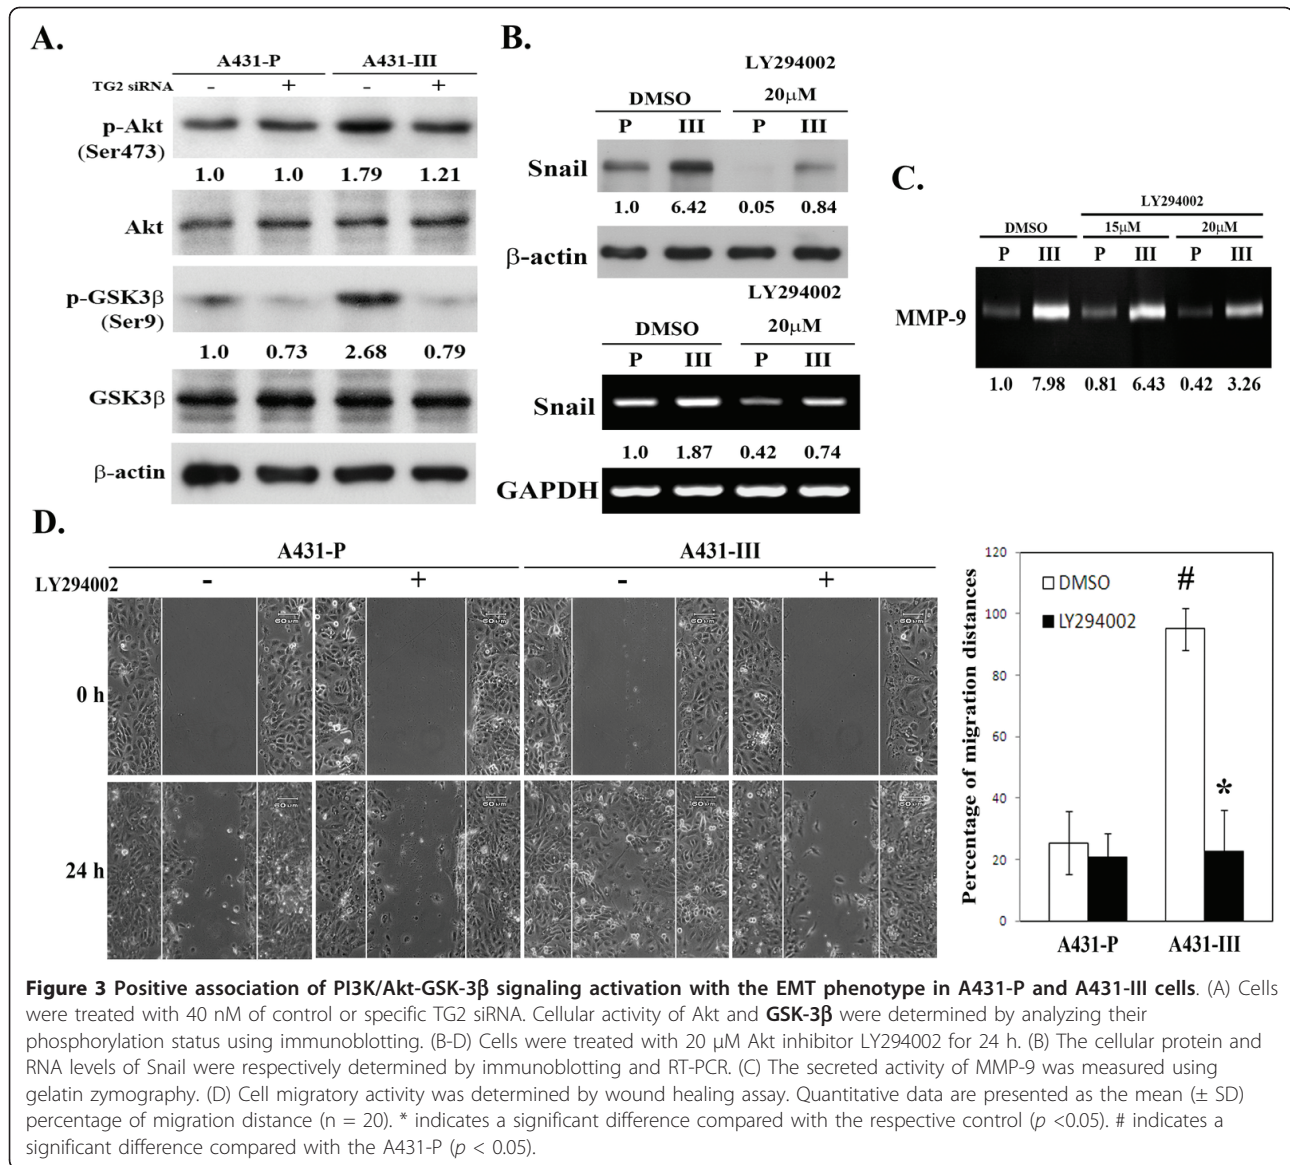 A.
A431-P A431-III
TG2 siRNA - + - +
p-Akt
(Ser473)
1.0 1.0 1.79 1.21
Akt
p-GSK3β
(Ser9)
1.0 0.73 2.68 0.79
GSK3β
β-actin
B.
LY294002
DMSO 20μM
P III P III
Snail
1.0 6.42 0.05 0.84
β-actin
LY294002
DMSO 20μM
P III P III
Snail
1.0 1.87 0.42 0.74
GAPDH
C.
LY294002
DMSO 15μM 20μM
P III P III P III
MMP-9
1.0 7.98 0.81 6.43 0.42 3.26
D.
A431-P A431-III
LY294002 - + - +
60μm 60μm 60μm 60μm
0 h
60μm 60μm 60μm 60μm
24 h
Percentage of migration distances
120
100
80
60
40
20
0
DMSO
LY294002
#
*
A431-P A431-III
Figure 3 Positive association of PI3K/Akt-GSK-3β signaling activation with the EMT phenotype in A431-P and A431-III cells. (A) Cells
were treated with 40 nM of control or specific TG2 siRNA. Cellular activity of Akt and GSK-3β were determined by analyzing their
phosphorylation status using immunoblotting. (B-D) Cells were treated with 20 μM Akt inhibitor LY294002 for 24 h. (B) The cellular protein and
RNA levels of Snail were respectively determined by immunoblotting and RT-PCR. (C) The secreted activity of MMP-9 was measured using
gelatin zymography. (D) Cell migratory activity was determined by wound healing assay. Quantitative data are presented as the mean (± SD)
percentage of migration distance (n = 20). * indicates a significant difference compared with the respective control (p <0.05). # indicates a
significant difference compared with the A431-P (p < 0.05).